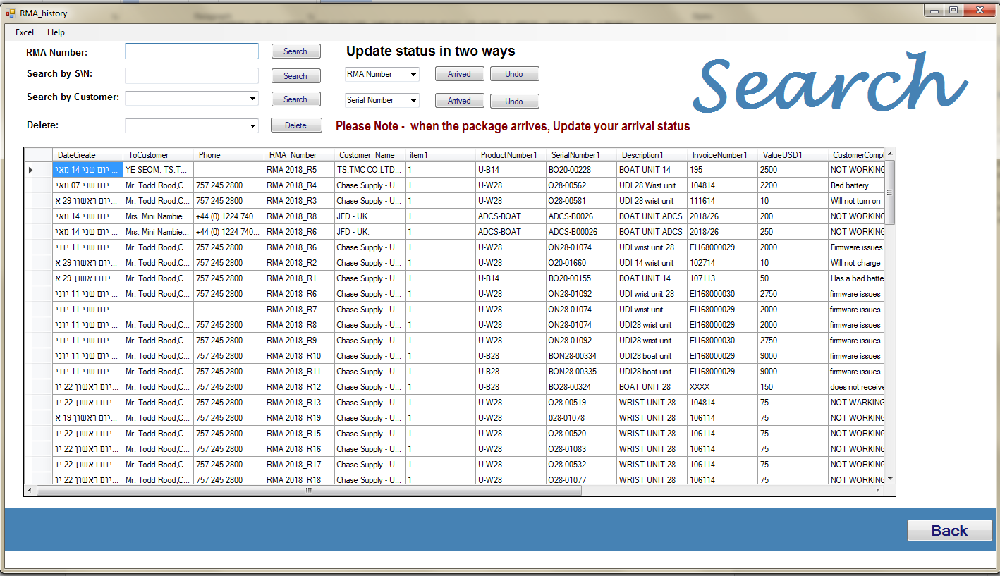 RMA_history
Excel Help
RMA Number: Search Update status in two ways
Search by S\N: Search RMA Number Arrived Undo
Search by Customer: Search Serial Number Arrived Undo
Search
Delete: Delete Please Note - when the package arrives, Update your arrival status
DateCreate ToCustomer Phone RMA_Number Customer_Name item1 ProductNumber1 SerialNumber1 Description1 InvoiceNumber1 ValueUSD1 CustomerComp
יום שני 14 מאי ... YE SEOM, TS.T... RMA 2018_R5 TS.TMC CO.LTD... 1 U-B14 BO20-00228 BOAT UNIT 14 195 2500 NOT WORKING
יום שני 07 מאי ... Mr. Todd Rood,C... 757 245 2800 RMA 2018_R4 Chase Supply - U... 1 U-W28 O28-00562 UDI 28 Wrist unit 104814 2200 Bad battery
יום ראשון 29 א... Mr. Todd Rood,C... 757 245 2800 RMA 2018_R3 Chase Supply - U... 1 U-W28 O28-00581 UDI 28 wrist unit 111614 10 Will not turn on
יום שני 14 מאי ... Mrs. Mini Nambie... +44 (0) 1224 740... RMA 2018_R8 JFD - UK. 1 ADCS-BOAT ADCS-B0026 BOAT UNIT ADCS 2018/26 200 NOT WORKING
יום שני 14 מאי ... Mrs. Mini Nambie... +44 (0) 1224 740... RMA 2018_R6 JFD - UK. 1 ADCS-BOAT ADCS-B00026 BOAT UNIT ADCS 2018/26 250 NOT WORKING
יום שני 11 יוני ... Mr. Todd Rood,C... 757 245 2800 RMA 2018_R6 Chase Supply - U... 1 U-W28 ON28-01074 UDI wrist unit 28 EI168000029 2000 Firmware issues
יום ראשון 29 א... Mr. Todd Rood,C... 757 245 2800 RMA 2018_R2 Chase Supply - U... 1 U-W28 O20-01660 UDI 14 wrist unit 102714 10 Will not charge
יום ראשון 29 א... Mr. Todd Rood,C... 757 245 2800 RMA 2018_R1 Chase Supply - U... 1 U-B14 BO20-00155 BOAT UNIT 14 107113 50 Has a bad batte
יום שני 11 יוני ... Mr. Todd Rood,C... 757 245 2800 RMA 2018_R6 Chase Supply - U... 1 U-W28 ON28-01092 UDI wrist unit 28 EI168000030 2750 firmware issues
יום שני 11 יוני ... RMA 2018_R7 Chase Supply - U... 1 U-W28 ON28-01074 UDI wrist unit EI168000029 2000 firmware issues
יום שני 11 יוני ... Mr. Todd Rood,C... 757 245 2800 RMA 2018_R8 Chase Supply - U... 1 U-W28 ON28-01074 UDI28 wrist unit EI168000029 2000 firmware issues
יום שני 11 יוני ... Mr. Todd Rood,C... 757 245 2800 RMA 2018_R9 Chase Supply - U... 1 U-W28 ON28-01092 UDI28 wrist unit EI168000030 2750 firmware issues
יום שני 11 יוני ... Mr. Todd Rood,C... 757 245 2800 RMA 2018_R10 Chase Supply - U... 1 U-B28 BON28-00334 UDI28 boat unit EI168000029 9000 firmware issues
יום שני 11 יוני ... Mr. Todd Rood,C... 757 245 2800 RMA 2018_R11 Chase Supply - U... 1 U-B28 BON28-00335 UDI28 boat unit EI168000029 9000 firmware issues
יום ראשון 22 יו... Mr. Todd Rood,C... 757 245 2800 RMA 2018_R12 Chase Supply - U... 1 U-B28 BO28-00324 BOAT UNIT 28 XXXX 150 does not receive
יום ראשון 22 יו... Mr. Todd Rood,C... 757 245 2800 RMA 2018_R13 Chase Supply - U... 1 U-W28 O28-00519 WRIST UNIT 28 104814 75 NOT WARKING
יום ראשון 19 א... Mr. Todd Rood,C... 757 245 2800 RMA 2018_R19 Chase Supply - U... 1 U-W28 028-01078 WRIST UNIT 28 106114 75 NOT WORKING
יום ראשון 22 יו... Mr. Todd Rood,C... 757 245 2800 RMA 2018_R15 Chase Supply - U... 1 U-W28 O28-00520 WRIST UNIT 28 106114 75 NOT WORKING
יום ראשון 22 יו... Mr. Todd Rood,C... 757 245 2800 RMA 2018_R16 Chase Supply - U... 1 U-W28 O28-01083 WRIST UNIT 28 106114 75 NOT WORKING
יום ראשון 22 יו... Mr. Todd Rood,C... 757 245 2800 RMA 2018_R17 Chase Supply - U... 1 U-W28 O28-00532 WRIST UNIT 28 106114 75 NOT WORKING
יום ראשון 22 יו... Mr. Todd Rood,C... 757 245 2800 RMA 2018_R18 Chase Supply - U... 1 U-W28 O28-01077 WRIST UNIT 28 106114 75 NOT WORKING
Back